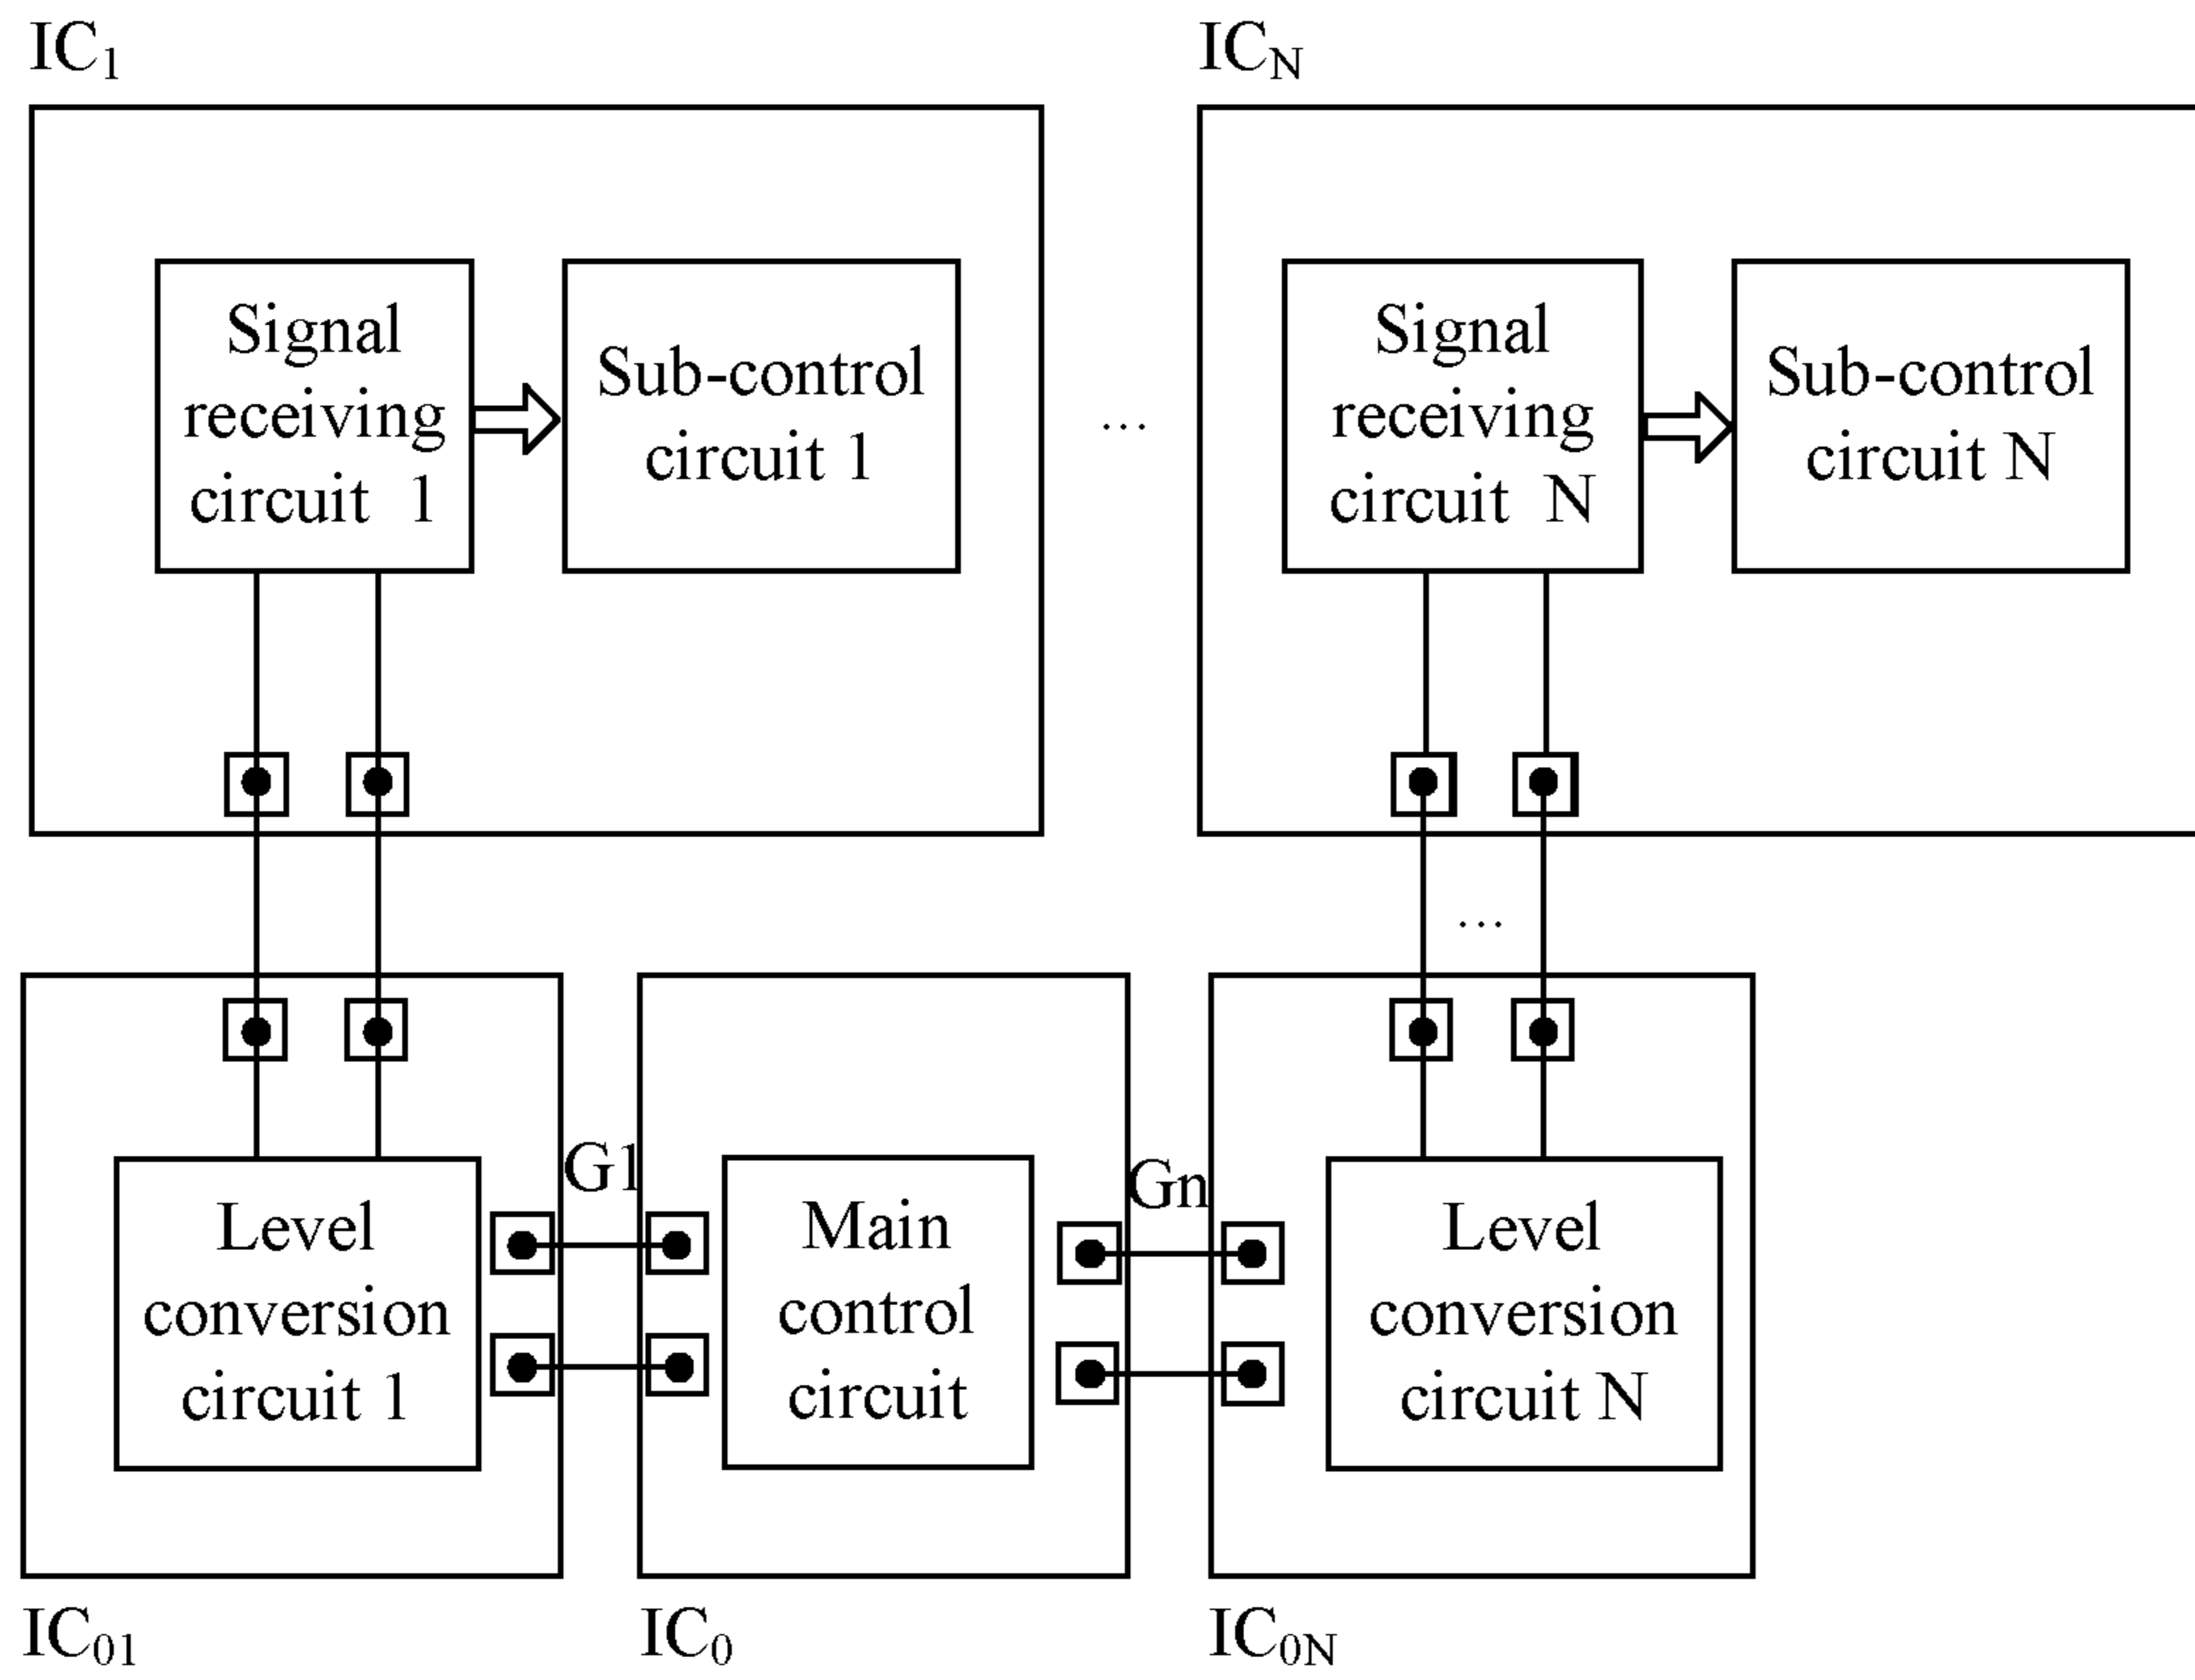 IC₁
ICN
Signal
receiving
circuit 1
Sub-control
circuit 1
...
Signal
receiving
circuit N
Sub-control
circuit N
...
G1
Gn
Level
conversion
circuit 1
Main
control
circuit
Level
conversion
circuit N
IC₀₁
IC₀
IC₀N